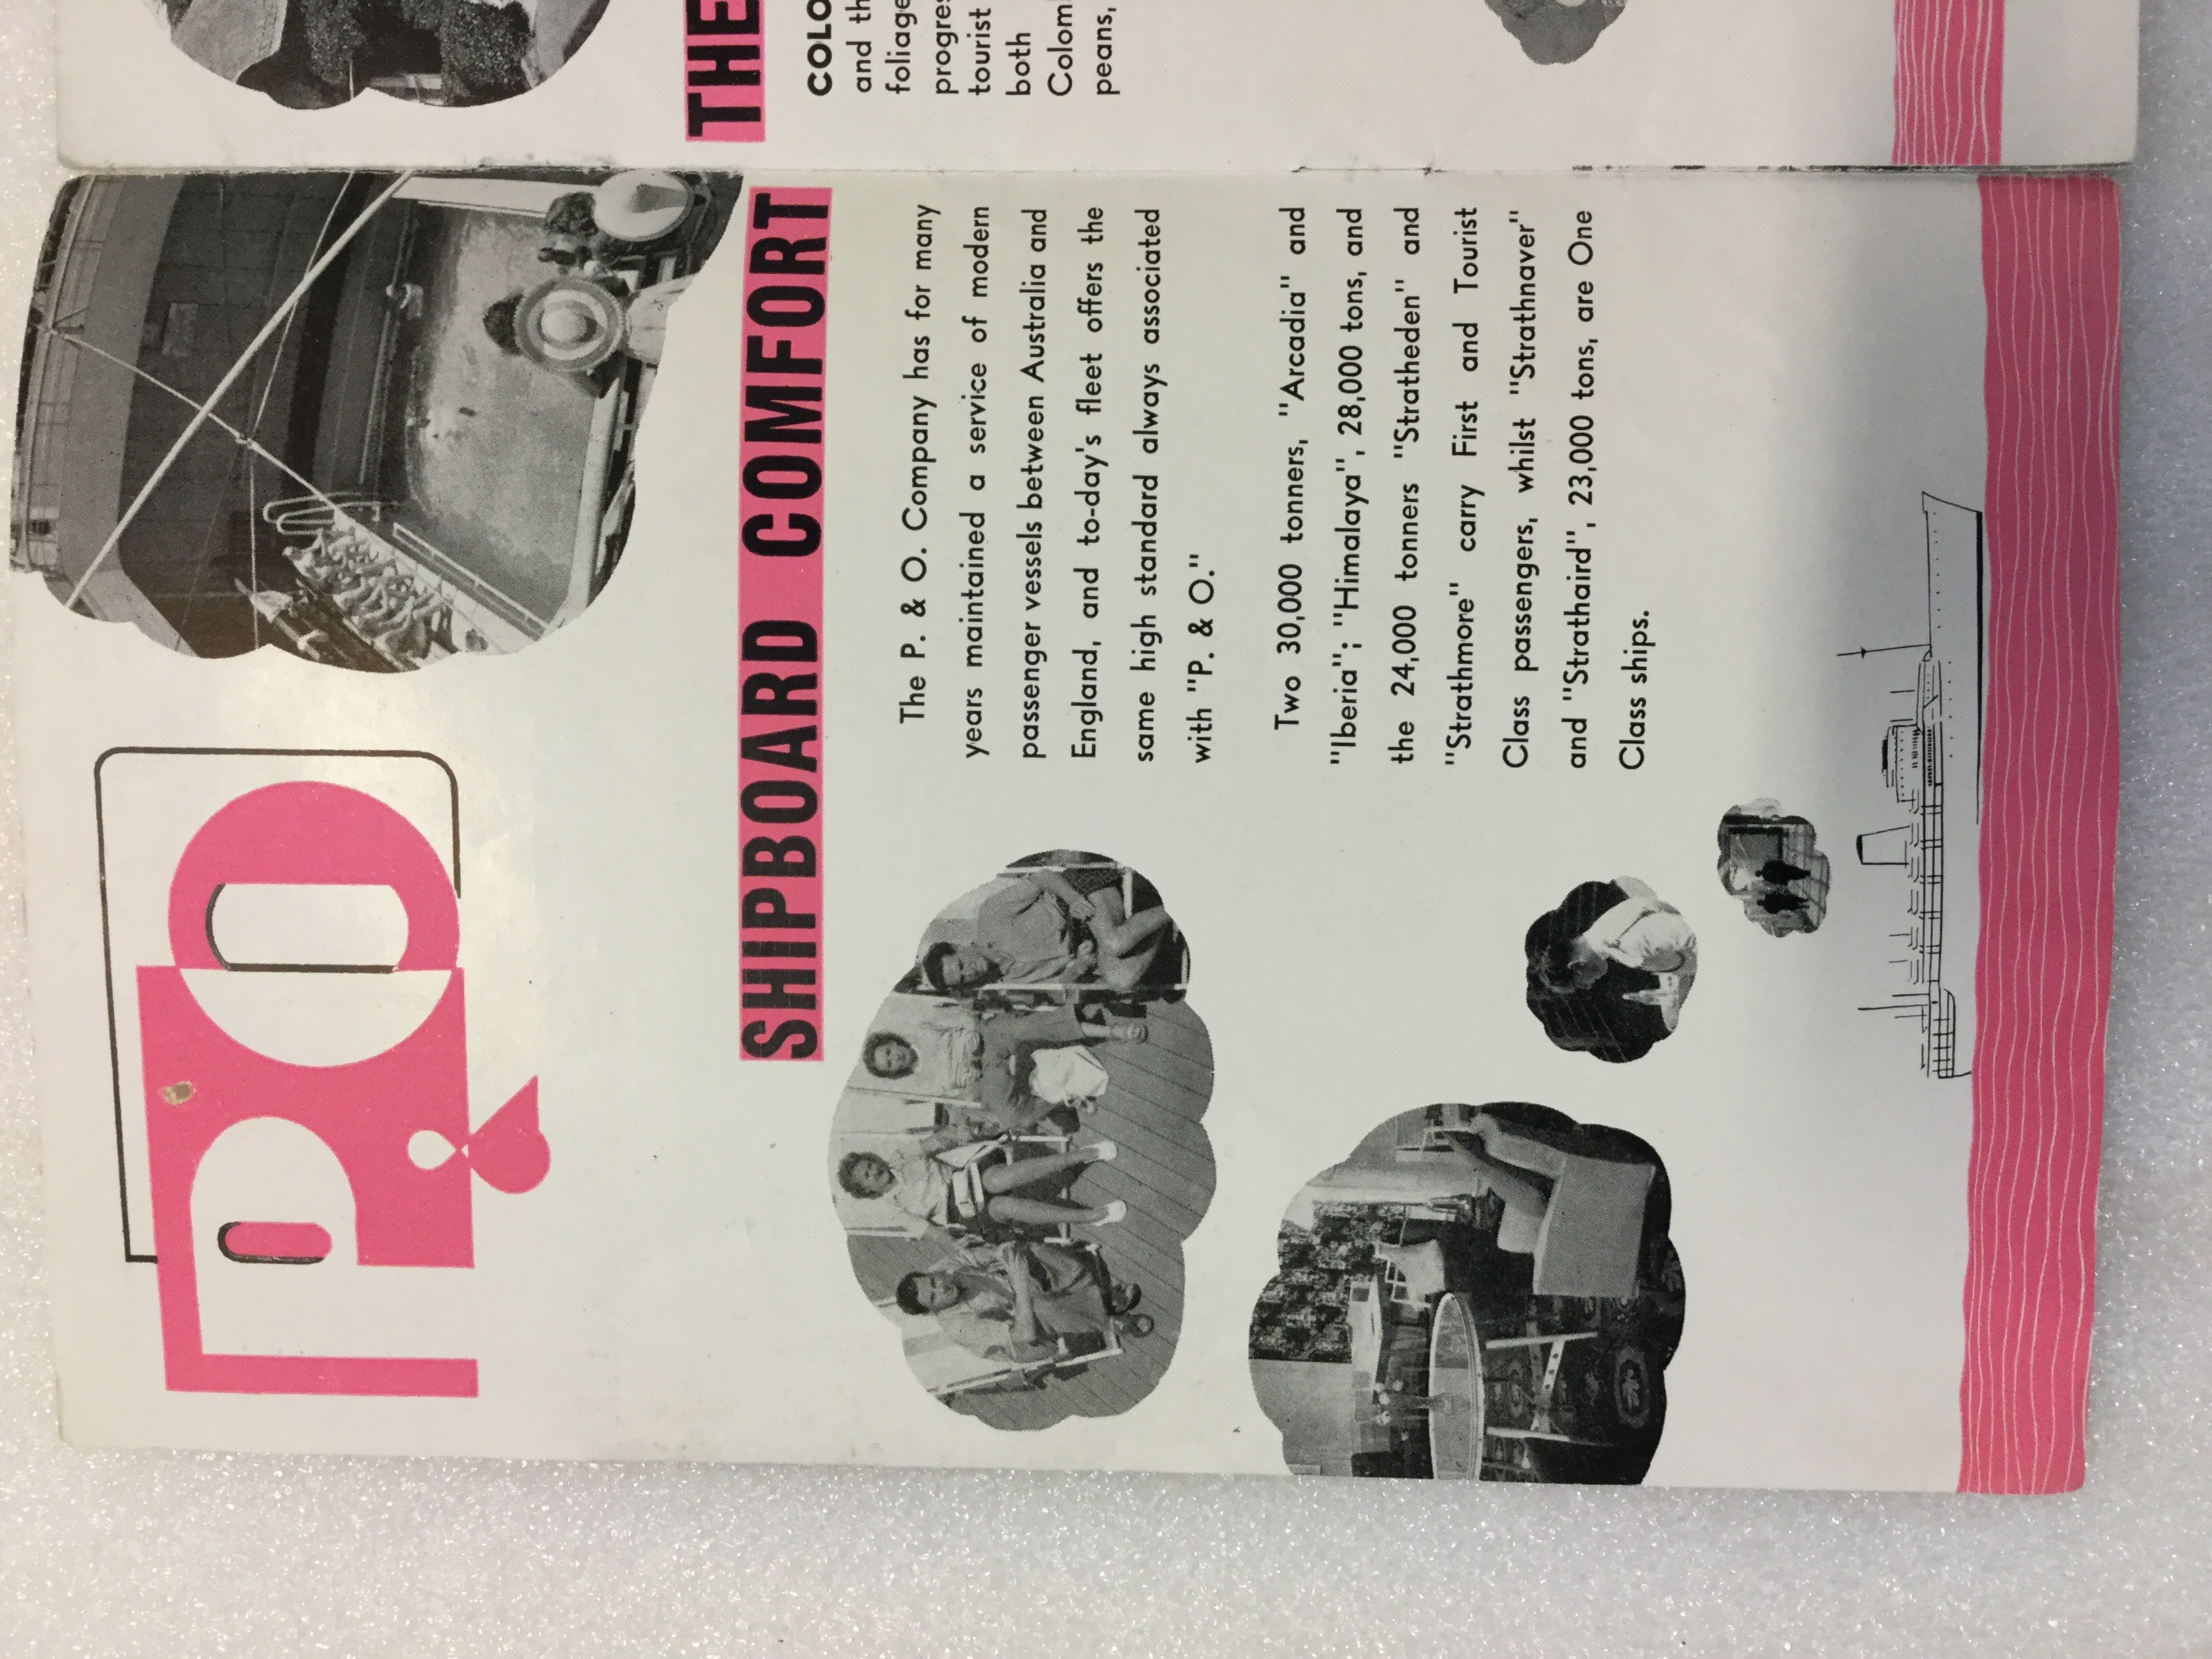 P&O
SHIPBOARD COMFORT
The P. & O. Company has for many
years maintained a service of modern
passenger vessels between Australia and
England, and to-day's fleet offers the
same high standard always associated
with "P. & O."
Two 30,000 tonners, "Arcadia" and
"Iberia"; "Himalaya", 28,000 tons, and
the 24,000 tonners "Stratheden" and
"Strathmore" carry First and Tourist
Class passengers, whilst "Strathnaver"
and "Strathaird", 23,000 tons, are One
Class ships.
THE
COLO
and th
foliage
progres
tourist
both
Colom
peans,